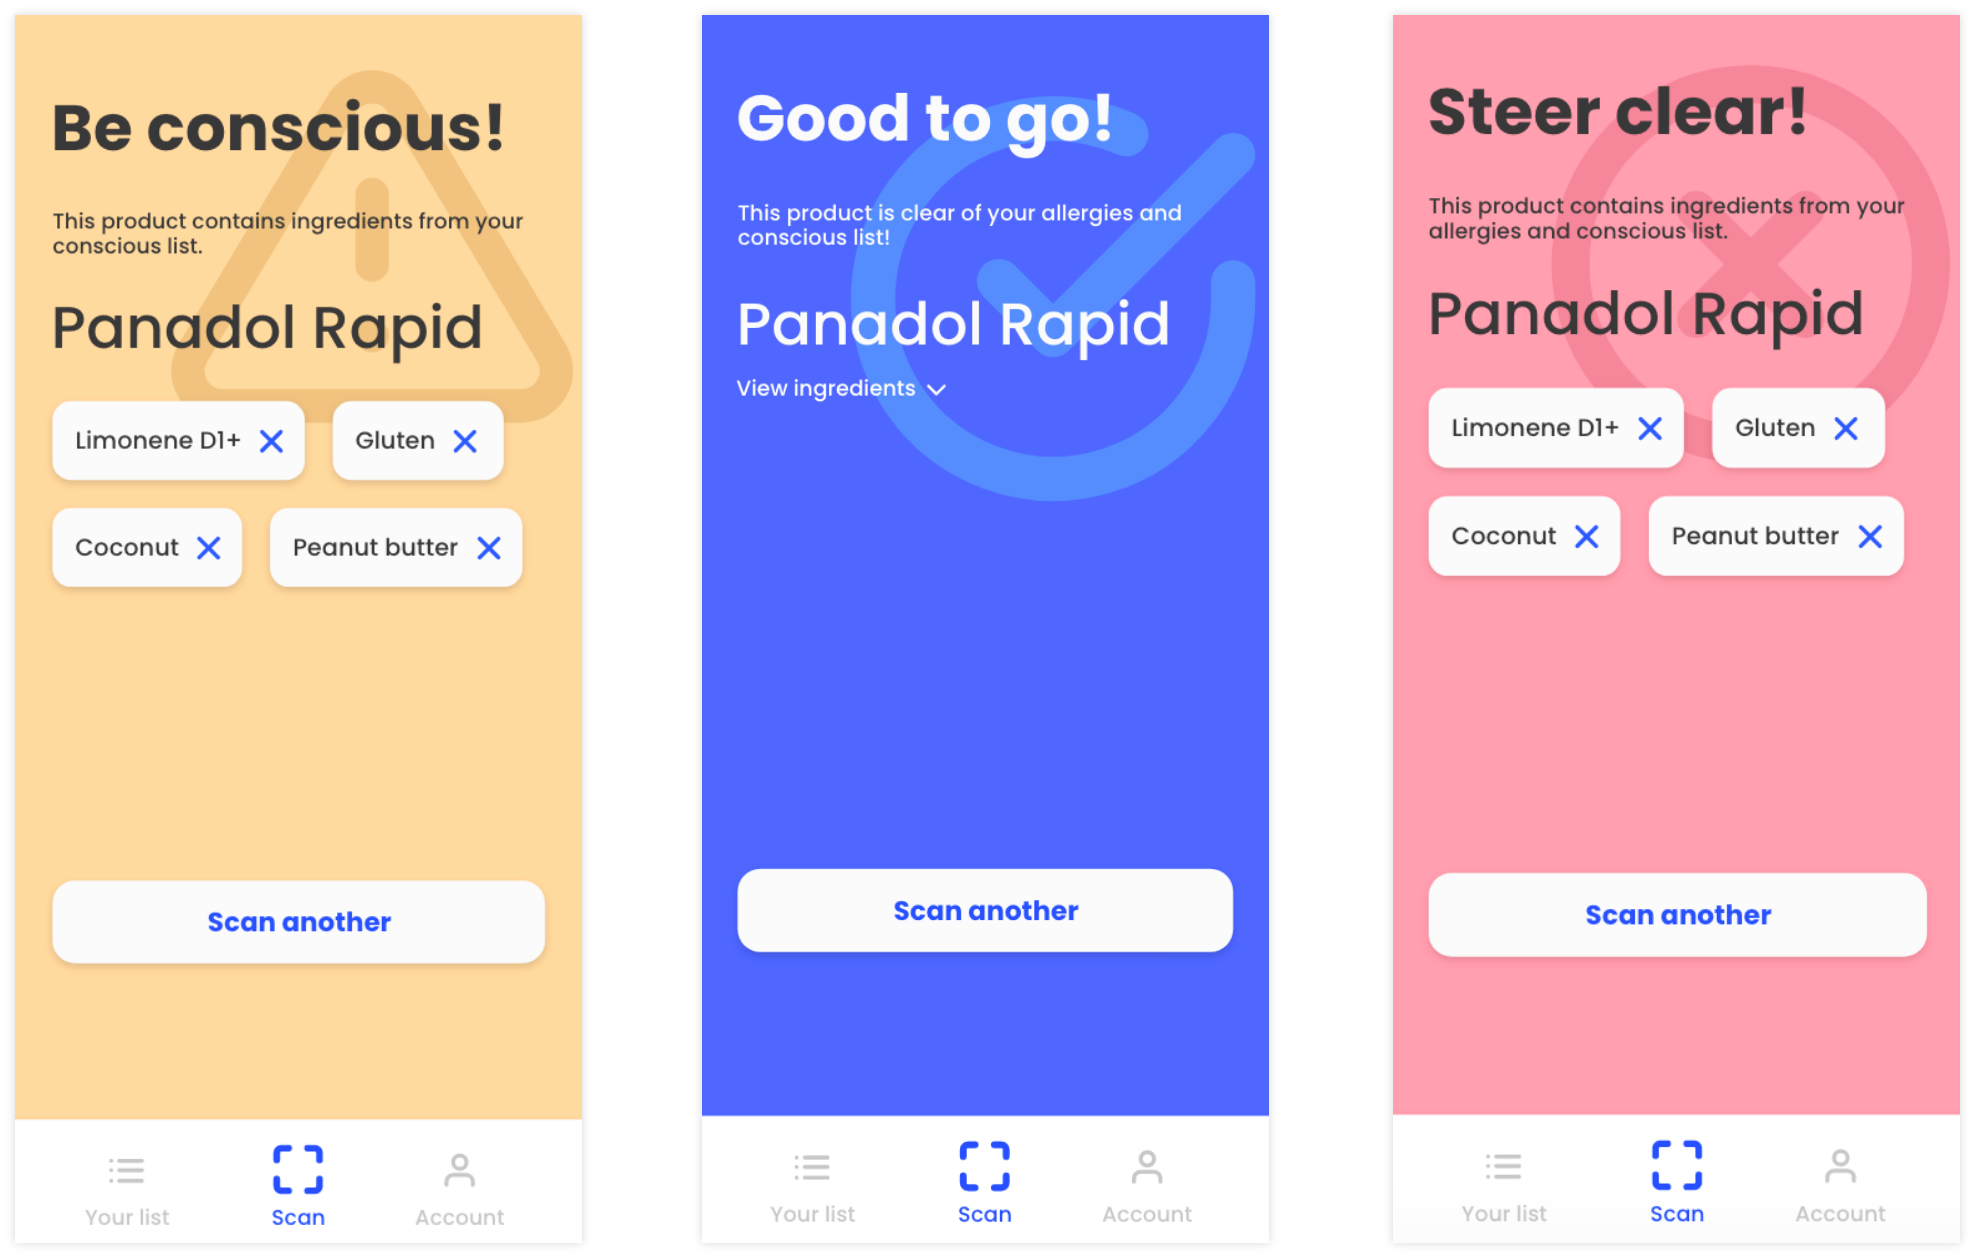 Be conscious!
This product contains ingredients from your
conscious list.
Panadol Rapid
Limonene D1+
Gluten
Coconut
Peanut butter
Scan another
Your list
Scan
Account
Good to go!
This product is clear of your allergies and
conscious list!
Panadol Rapid
View ingredients
Scan another
Your list
Scan
Account
Steer clear!
This product contains ingredients from your
allergies and conscious list.
Panadol Rapid
Limonene D1+
Gluten
Coconut
Peanut butter
Scan another
Your list
Scan
Account